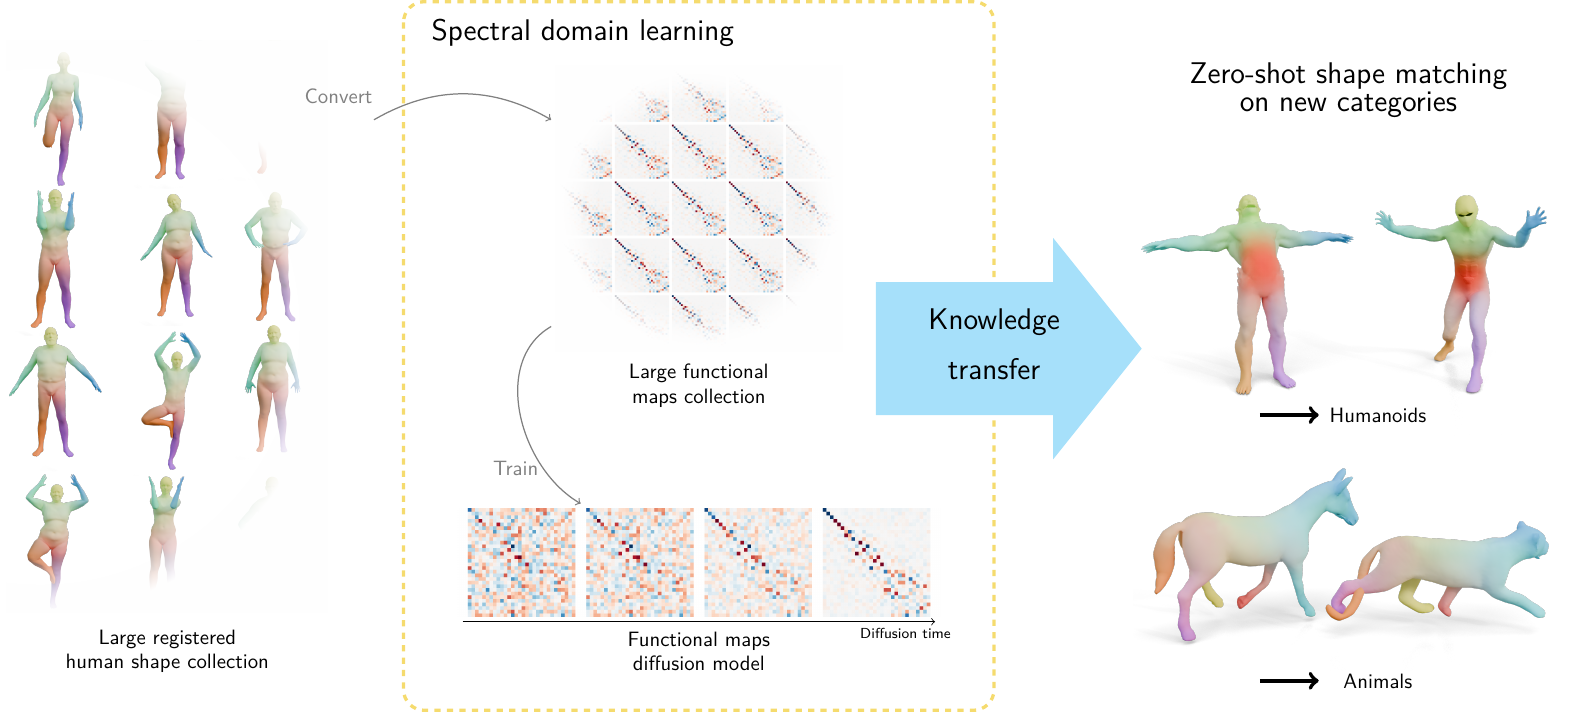 Spectral domain learning
Convert
Large registered
human shape collection
Large functional
maps collection
Train
Diffusion time
Functional maps
diffusion model
Knowledge
transfer
Zero-shot shape matching
on new categories
Humanoids
Animals